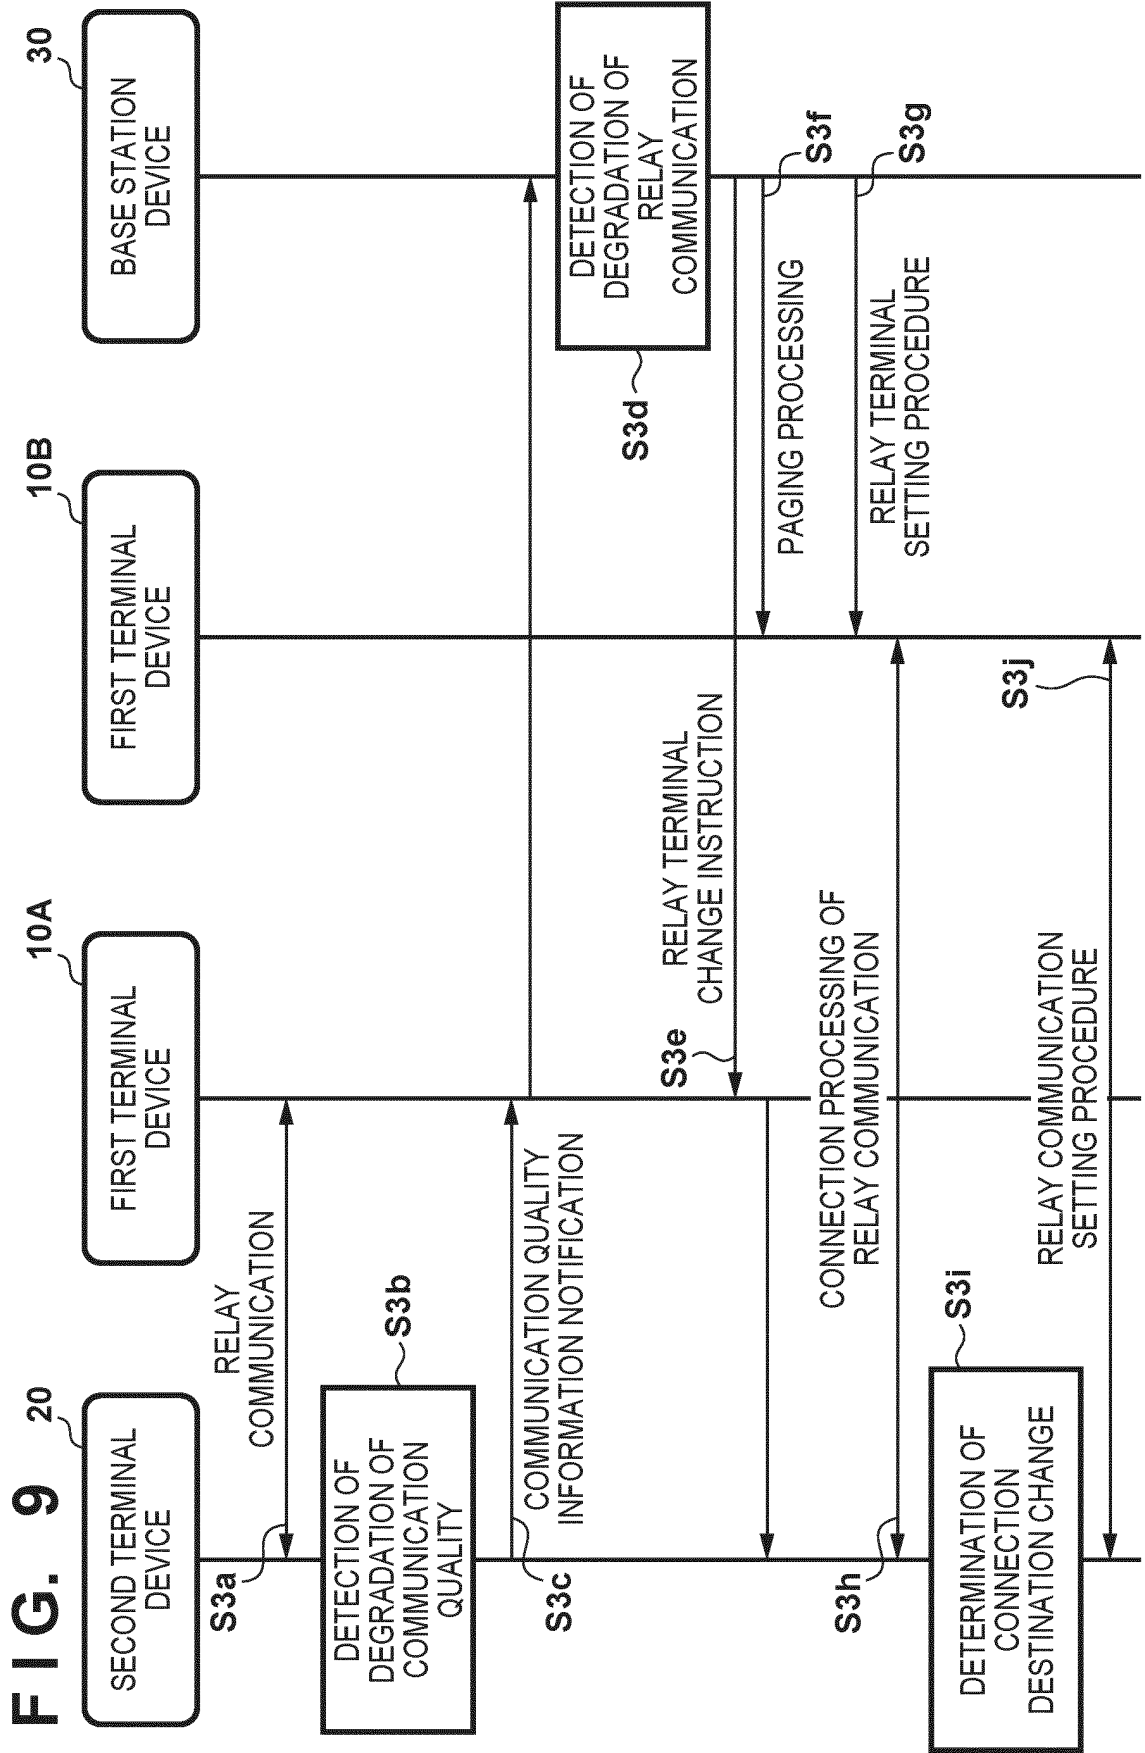 FIG. 9
20
SECOND TERMINAL
DEVICE
10A
FIRST TERMINAL
DEVICE
10B
FIRST TERMINAL
DEVICE
30
BASE STATION
DEVICE
S3a
RELAY
COMMUNICATION
DETECTION OF
DEGRADATION OF
COMMUNICATION
QUALITY
S3b
S3c
COMMUNICATION QUALITY
INFORMATION NOTIFICATION
DETECTION OF
DEGRADATION OF
RELAY
COMMUNICATION
S3d
S3e
RELAY TERMINAL
CHANGE INSTRUCTION
S3f
PAGING PROCESSING
S3g
RELAY TERMINAL
SETTING PROCEDURE
S3h
CONNECTION PROCESSING OF
RELAY COMMUNICATION
S3i
DETERMINATION OF
CONNECTION
DESTINATION CHANGE
S3j
RELAY COMMUNICATION
SETTING PROCEDURE